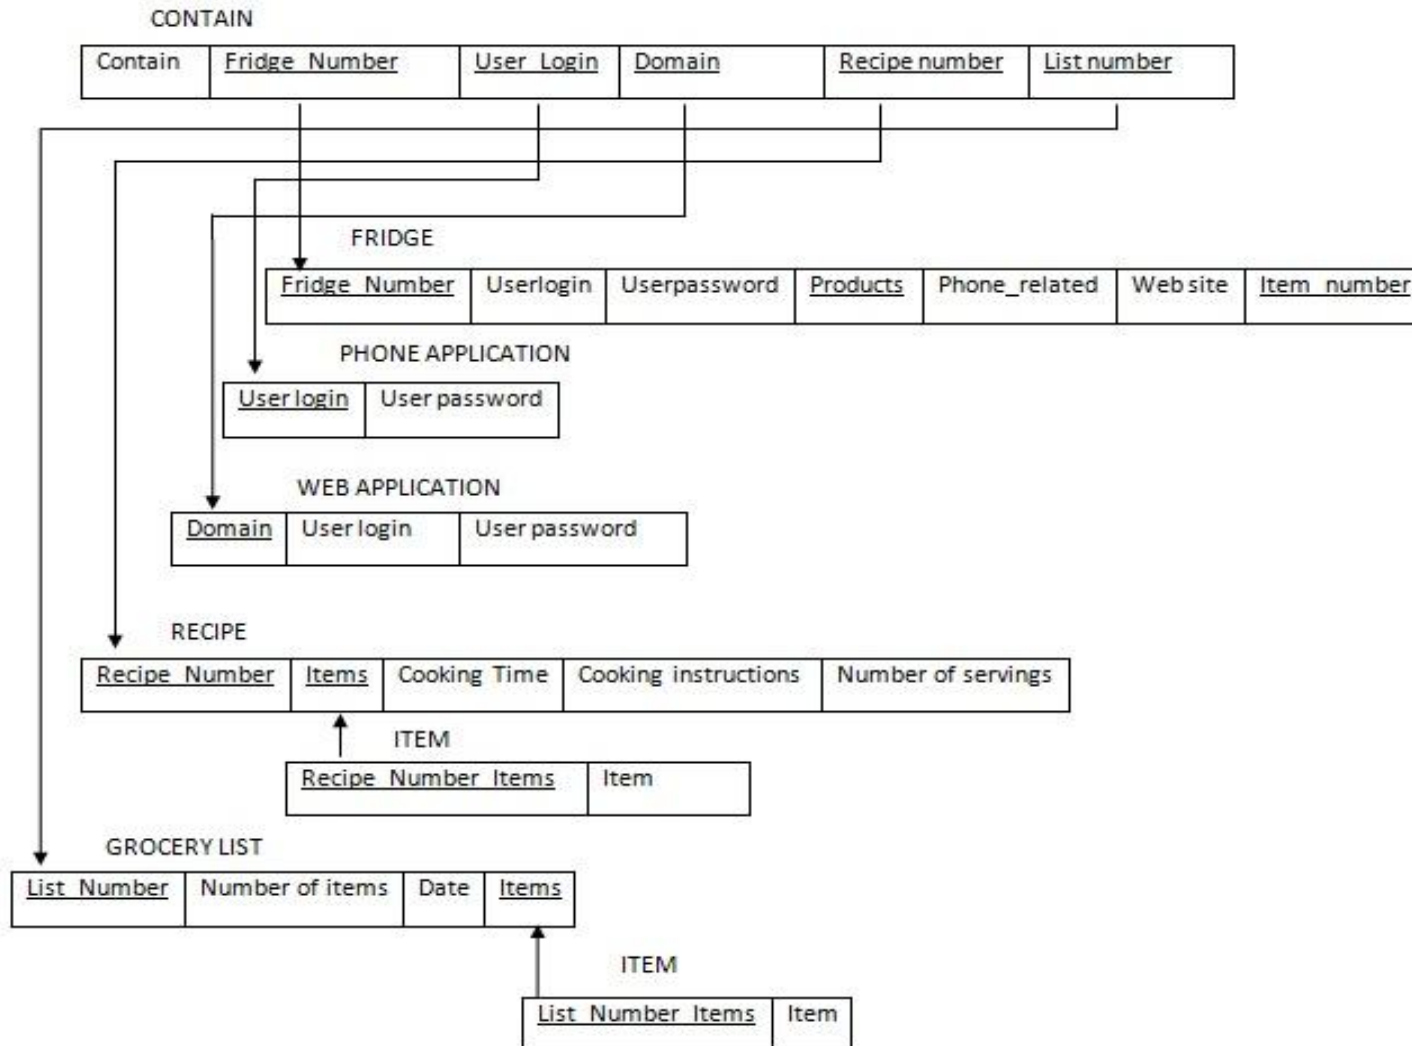 CONTAIN
Contain Fridge_Number User_Login Domain Recipe number List number
FRIDGE
Fridge_Number Userlogin Userpassword Products Phone_related Web site Item_number
PHONE APPLICATION
User login User password
WEB APPLICATION
Domain User login User password
RECIPE
Recipe_Number Items Cooking Time Cooking instructions Number of servings
ITEM
Recipe_Number_Items Item
GROCERY LIST
List_Number Number of items Date Items
ITEM
List_Number_Items Item